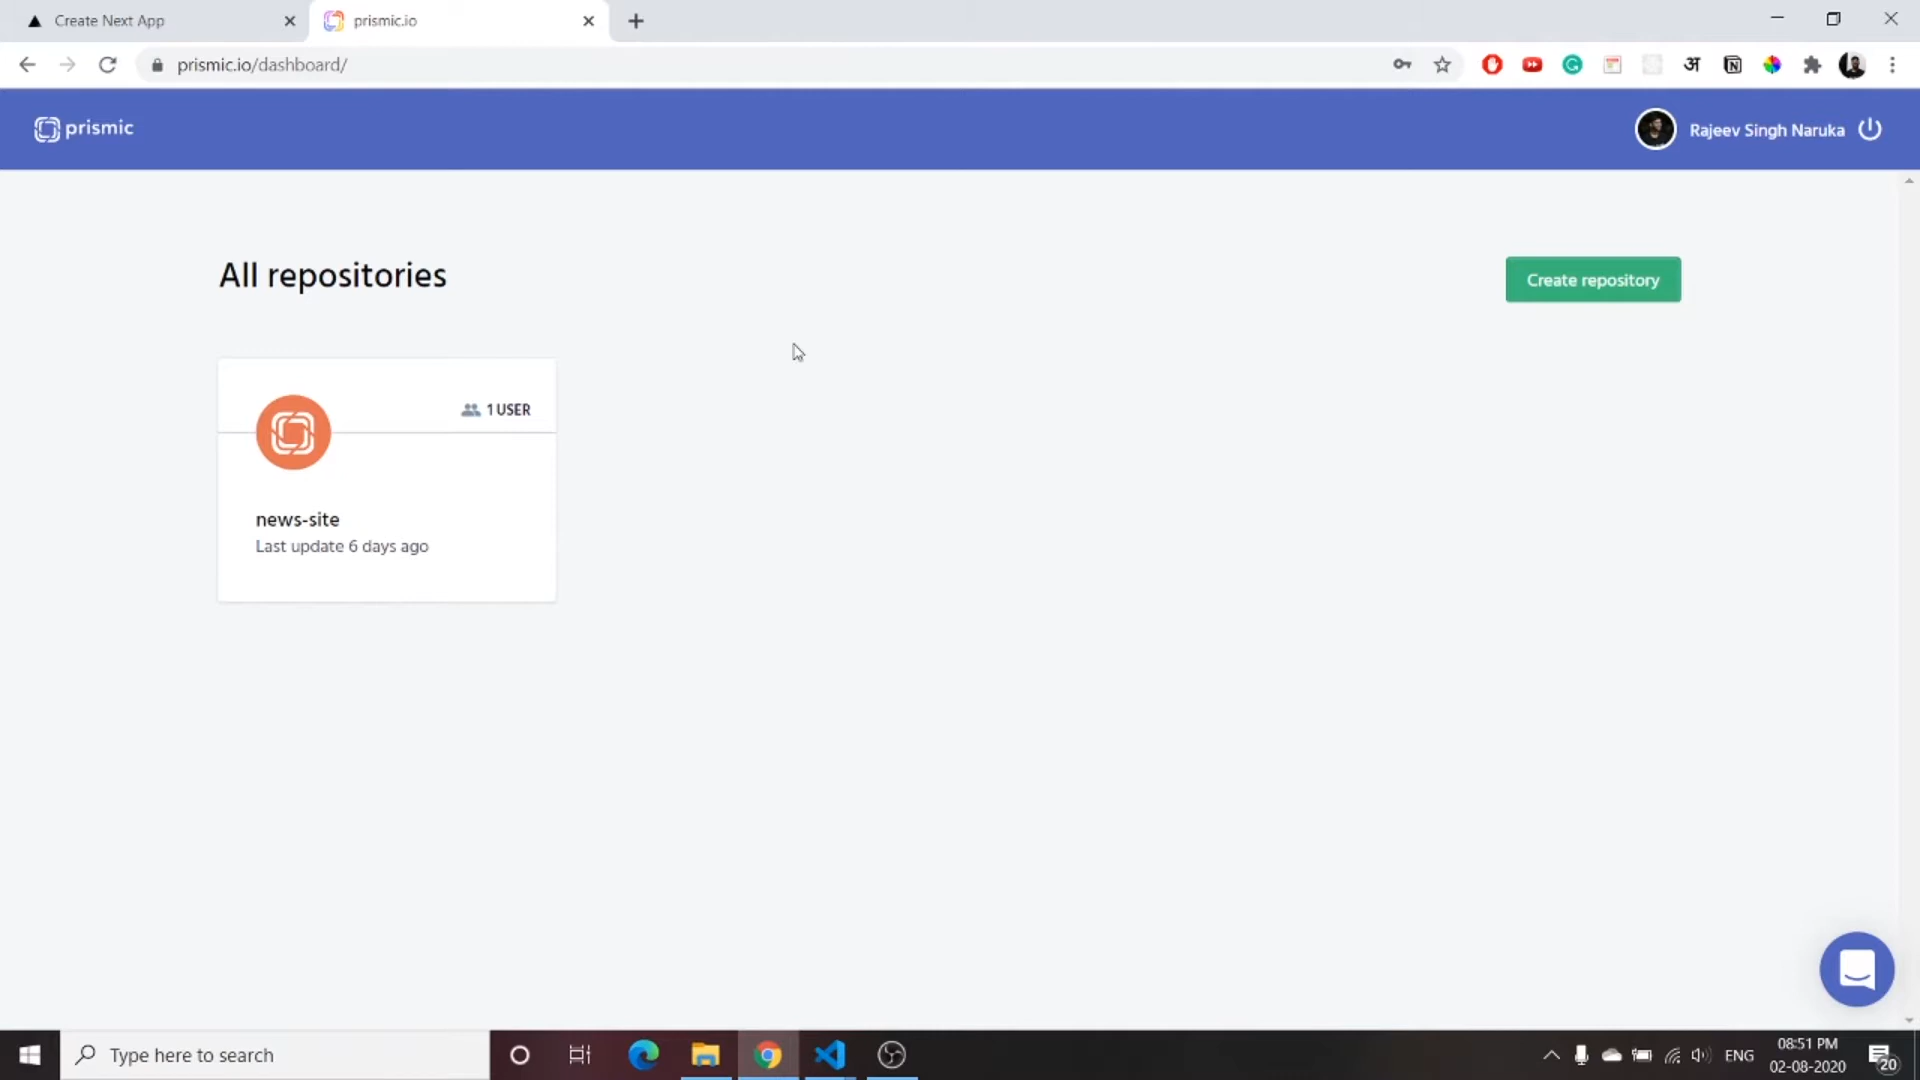 Create Next App
prismic.io
prismic.io/dashboard/
अ
prismic
Rajeev Singh Naruka
All repositories
Create repository
1 USER
news-site
Last update 6 days ago
Type here to search
ENG
08:51 PM
02-08-2020
20